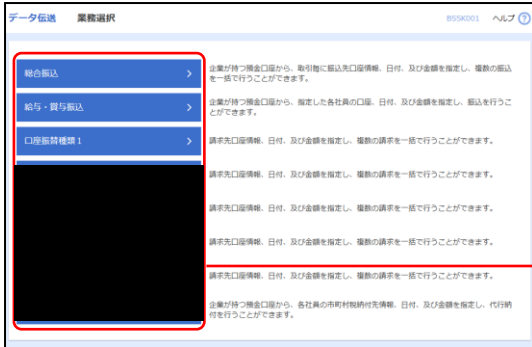 データ伝送 業務選択 BSSK001 ヘルプ ?
総合振込 >
企業が持つ預金口座から、取引毎に振込先口座情報、日付、及び金額を指定し、複数の振込
を一括で行うことができます。
給与・賞与振込 >
企業が持つ預金口座から、指定した各社員の口座、日付、及び金額を指定し、振込を行うこ
とができます。
口座振替種類1 >
請求先口座情報、日付、及び金額を指定し、複数の請求を一括で行うことができます。
請求先口座情報、日付、及び金額を指定し、複数の請求を一括で行うことができます。
請求先口座情報、日付、及び金額を指定し、複数の請求を一括で行うことができます。
請求先口座情報、日付、及び金額を指定し、複数の請求を一括で行うことができます。
請求先口座情報、日付、及び金額を指定し、複数の請求を一括で行うことができます。
企業が持つ預金口座から、各社員の市町村税納付先情報、日付、及び金額を指定し、代行納
付を行うことができます。